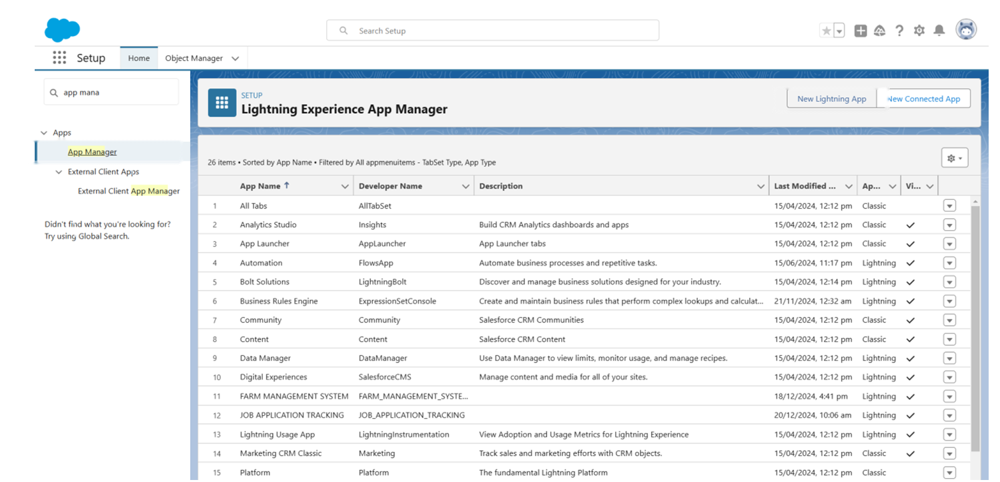 Search Setup
Setup Home Object Manager
app mana
Apps
App Manager
External Client Apps
External Client App Manager
Didn't find what you're looking for?
Try using Global Search.
SETUP
Lightning Experience App Manager
New Lightning App New Connected App
26 items • Sorted by App Name • Filtered by All appmenuitems - TabSet Type, App Type
App Name Developer Name Description Last Modified ... Ap... Vi...
1 All Tabs AllTabSet 15/04/2024, 12:12 pm Classic
2 Analytics Studio Insights Build CRM Analytics dashboards and apps 15/04/2024, 12:12 pm Classic
3 App Launcher AppLauncher App Launcher tabs 15/04/2024, 12:12 pm Classic
4 Automation FlowsApp Automate business processes and repetitive tasks. 15/06/2024, 11:17 pm Lightning
5 Bolt Solutions LightningBolt Discover and manage business solutions designed for your industry. 15/04/2024, 12:14 pm Lightning
6 Business Rules Engine ExpressionSetConsole Create and maintain business rules that perform complex lookups and calculat... 21/11/2024, 12:32 am Lightning
7 Community Community Salesforce CRM Communities 15/04/2024, 12:12 pm Classic
8 Content Content Salesforce CRM Content 15/04/2024, 12:12 pm Classic
9 Data Manager DataManager Use Data Manager to view limits, monitor usage, and manage recipes. 15/04/2024, 12:12 pm Lightning
10 Digital Experiences SalesforceCMS Manage content and media for all of your sites. 15/04/2024, 12:12 pm Lightning
11 FARM MANAGEMENT SYSTEM FARM_MANAGEMENT_SYSTE... 18/12/2024, 4:41 pm Lightning
12 JOB APPLICATION TRACKING JOB_APPLICATION_TRACKING 20/12/2024, 10:06 am Lightning
13 Lightning Usage App LightningInstrumentation View Adoption and Usage Metrics for Lightning Experience 15/04/2024, 12:12 pm Lightning
14 Marketing CRM Classic Marketing Track sales and marketing efforts with CRM objects. 15/04/2024, 12:12 pm Classic
15 Platform Platform The fundamental Lightning Platform 15/04/2024, 12:12 pm Classic